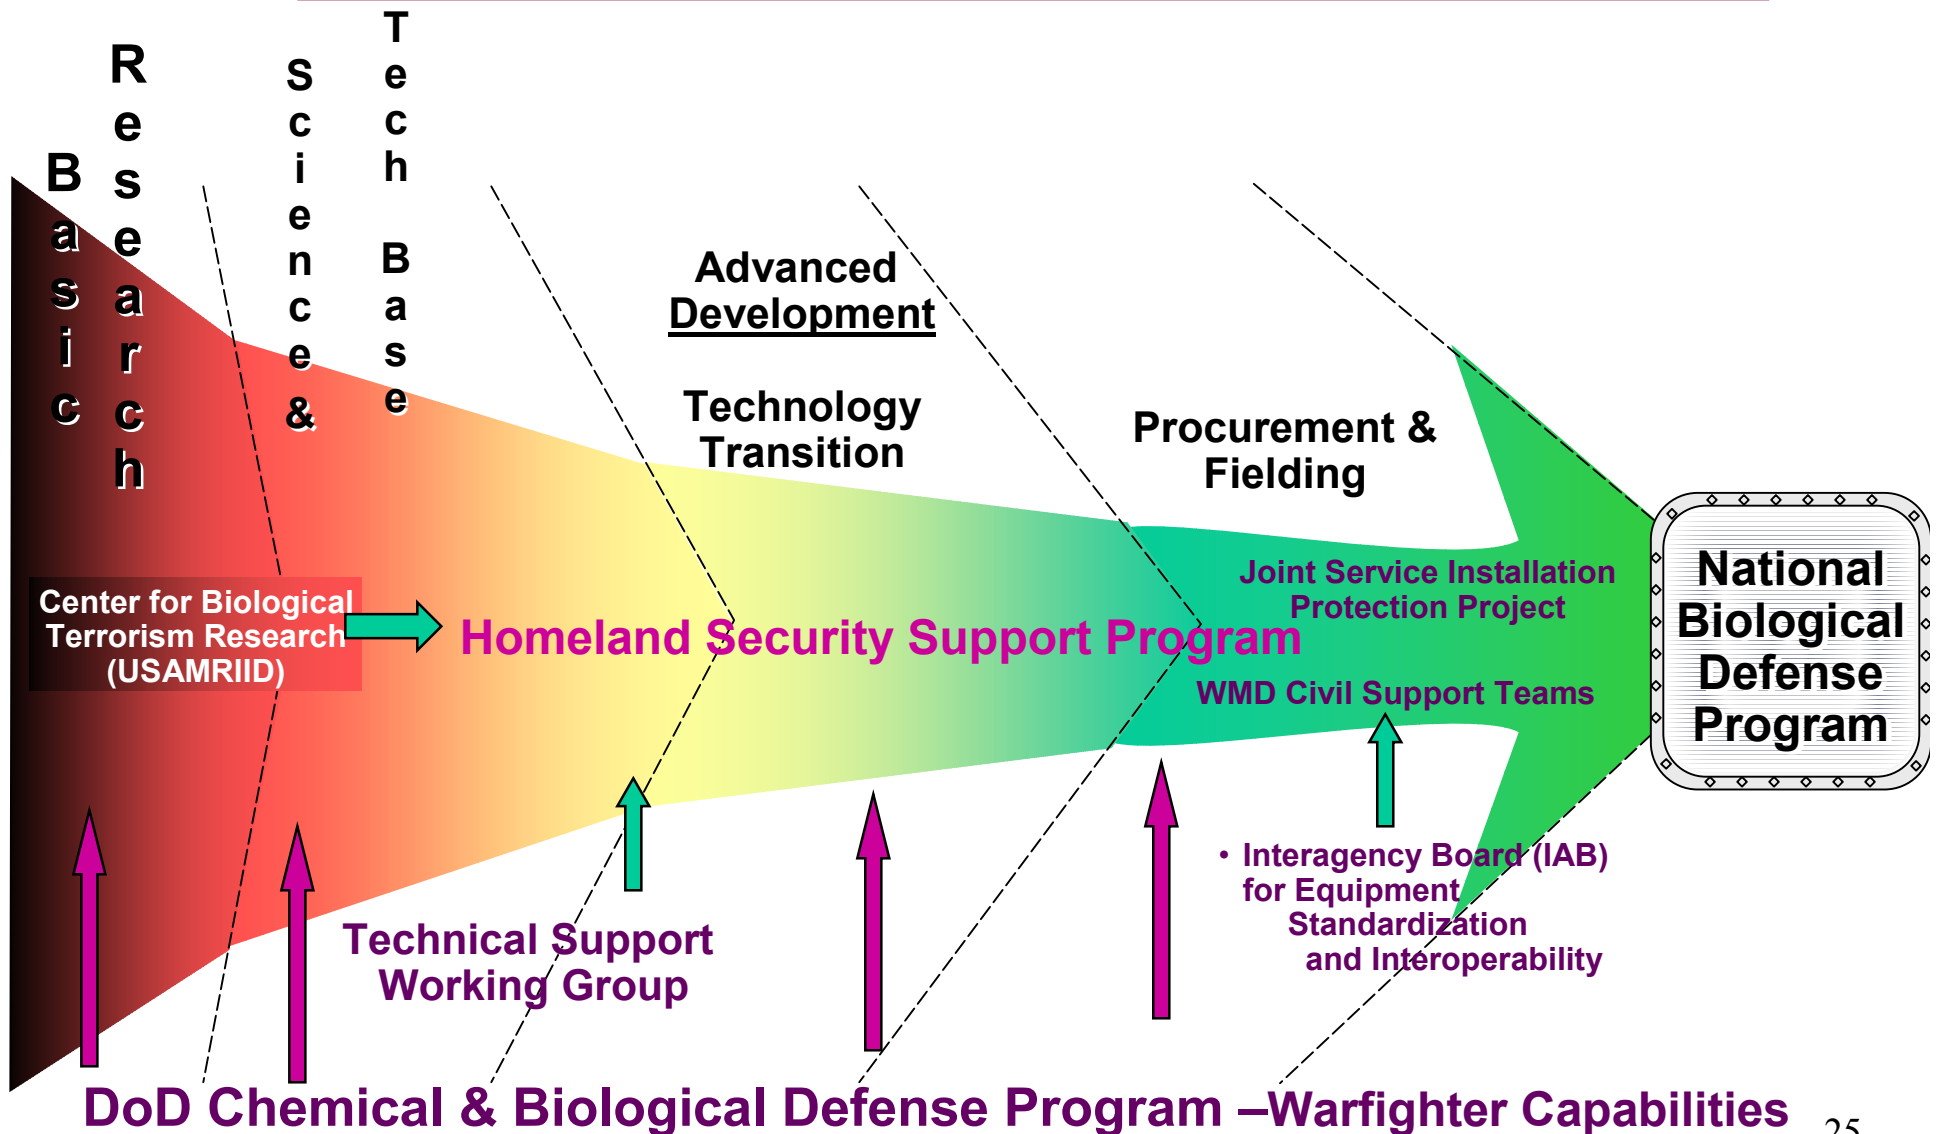 Basic
Research
Science &
Tech Base
Advanced
Development
Technology
Transition
Procurement &
Fielding
Center for Biological
Terrorism Research
(USAMRIID)
Homeland Security Support Program
Joint Service Installation
Protection Project
WMD Civil Support Teams
National
Biological
Defense
Program
Technical Support
Working Group
• Interagency Board (IAB)
for Equipment
Standardization
and Interoperability
DoD Chemical & Biological Defense Program –Warfighter Capabilities
25